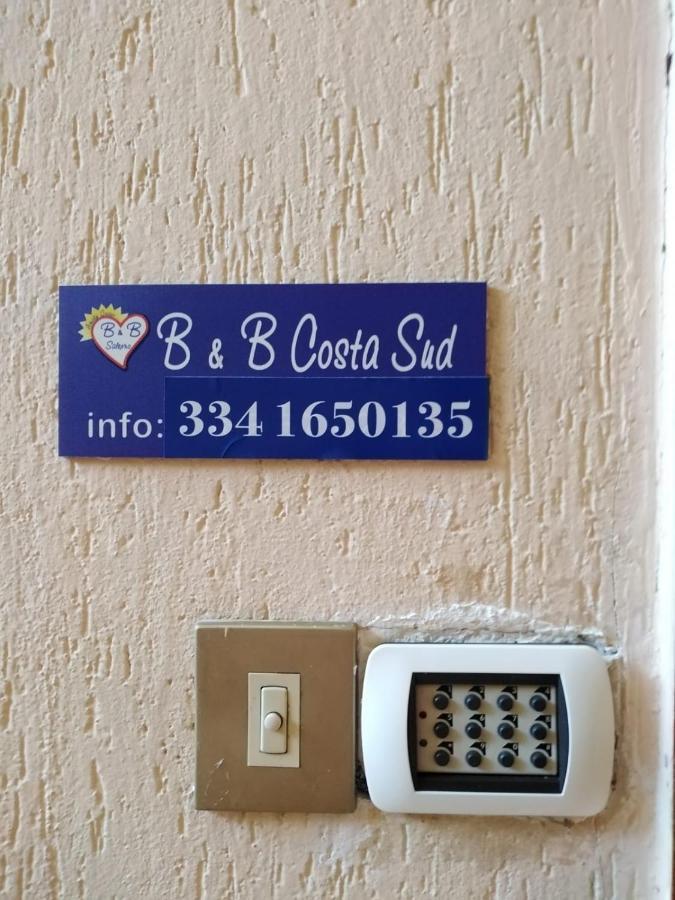 B & B Costa Sud
B & B
Salerno
info: 334 1650135